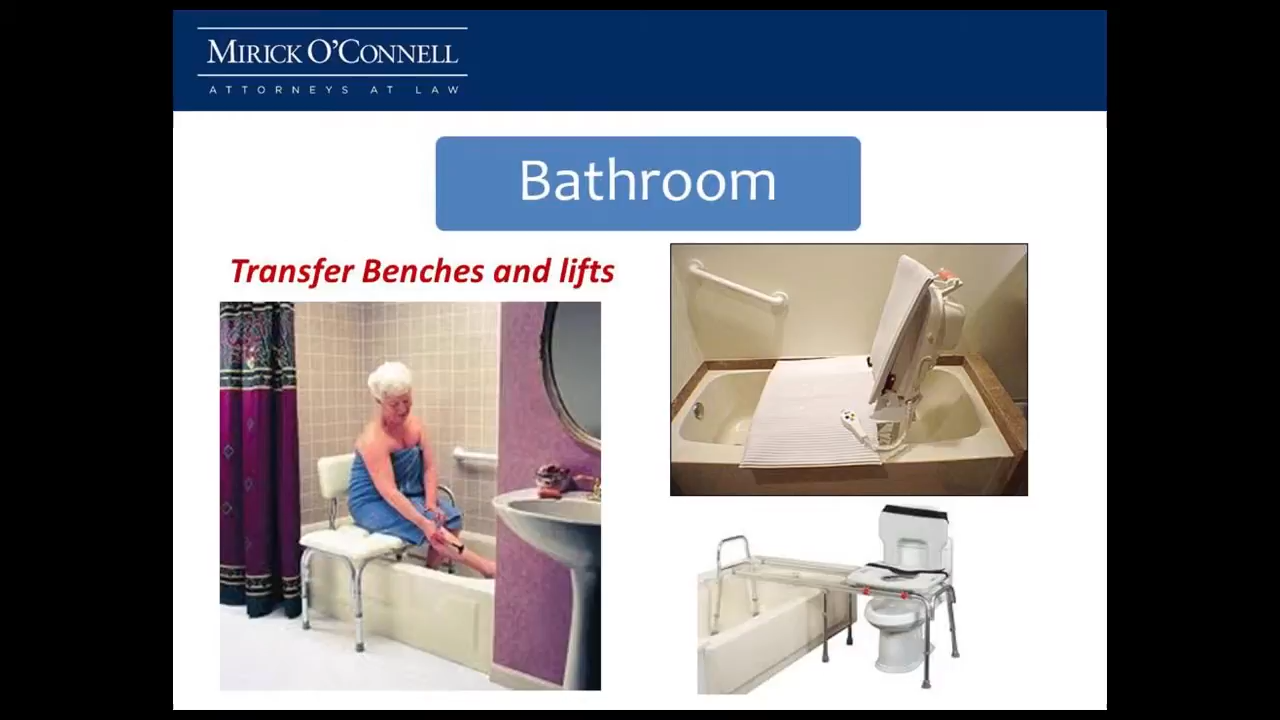 MIRICK O'CONNELL
ATTORNEYS AT LAW
Bathroom
Transfer Benches and lifts